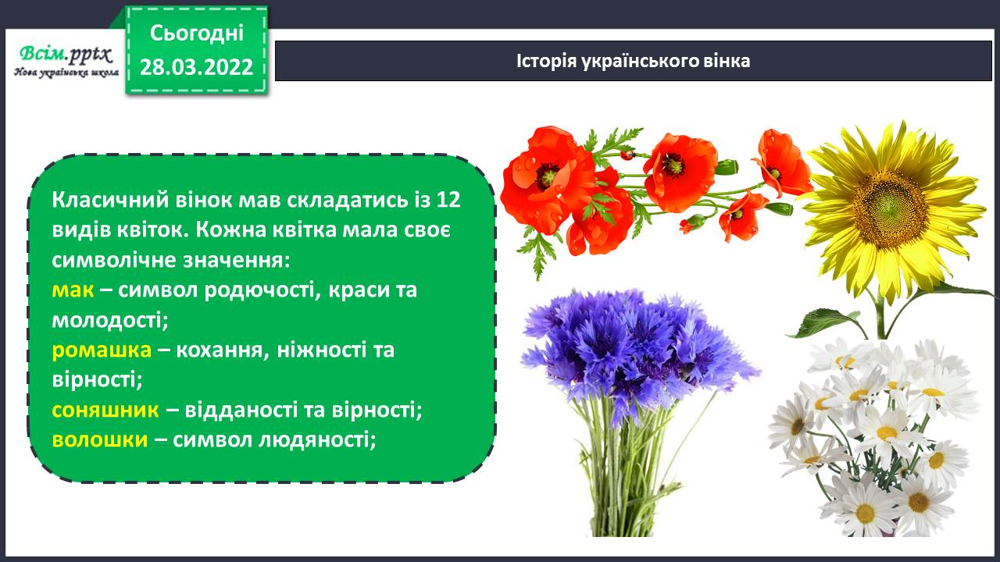 Сьогодні
28.03.2022
Всім.pptx
Нова українська школа
Історія українського вінка
Класичний вінок мав складатись із 12
видів квіток. Кожна квітка мала своє
символічне значення:
мак – символ родючості, краси та
молодості;
ромашка – кохання, ніжності та
вірності;
соняшник – відданості та вірності;
волошки – символ людяності;